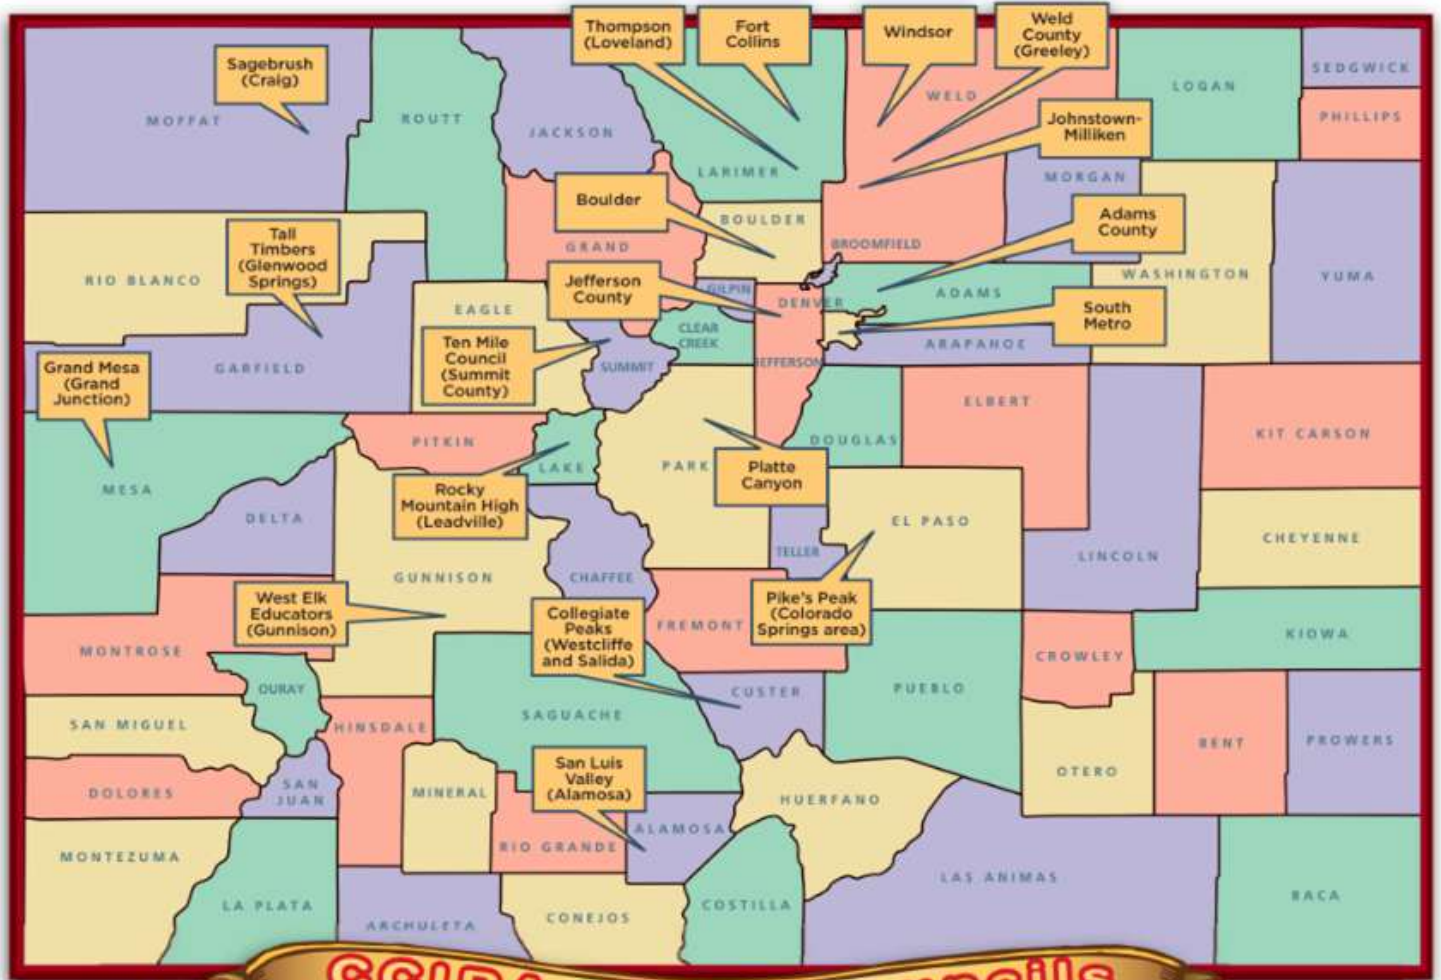 Thompson
(Loveland)
Fort
Collins
Windsor
Weld
County
(Greeley)
Sagebrush
(Craig)
MOFFAT
ROUTT
JACKSON
LARIMER
WELD
LOGAN
SEDGWICK
PHILLIPS
Johnstown-
Milliken
MORGAN
Boulder
BOULDER
Adams
County
Tall
Timbers
(Glenwood
Springs)
RIO BLANCO
GRAND
BROOMFIELD
WASHINGTON
YUMA
Jefferson
County
GILPIN
DENVER
ADAMS
South
Metro
EAGLE
CLEAR
CREEK
ARAPAHOE
Ten Mile
Council
(Summit
County)
SUMMIT
JEFFERSON
Grand Mesa
(Grand
Junction)
GARFIELD
ELBERT
PITKIN
DOUGLAS
KIT CARSON
LAKE
PARK
Platte
Canyon
MESA
Rocky
Mountain High
(Leadville)
DELTA
EL PASO
CHEYENNE
TELLER
LINCOLN
GUNNISON
CHAFFEE
West Elk
Educators
(Gunnison)
Collegiate
Peaks
(Westcliffe
and Salida)
FREMONT
Pike's Peak
(Colorado
Springs area)
KIOWA
MONTROSE
CROWLEY
OURAY
CUSTER
PUEBLO
SAN MIGUEL
HINSDALE
SAGUACHE
BENT
PROWERS
OTERO
San Luis
Valley
(Alamosa)
DOLORES
SAN
JUAN
MINERAL
HUERFANO
ALAMOSA
RIO GRANDE
MONTEZUMA
LAS ANIMAS
BACA
LA PLATA
ARCHULETA
CONEJOS
COSTILLA